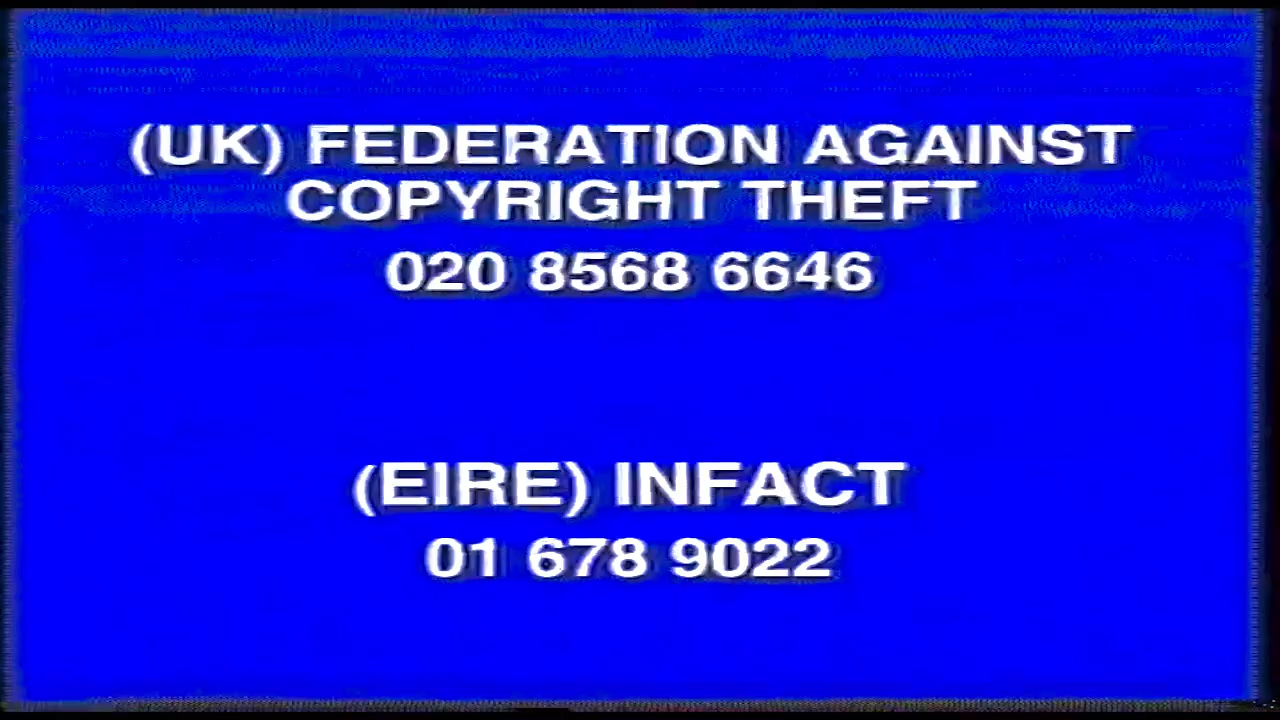 (UK) FEDERATION AGAINST
COPYRIGHT THEFT
020 8568 6646
(EIRE) INFACT
01 678 9022